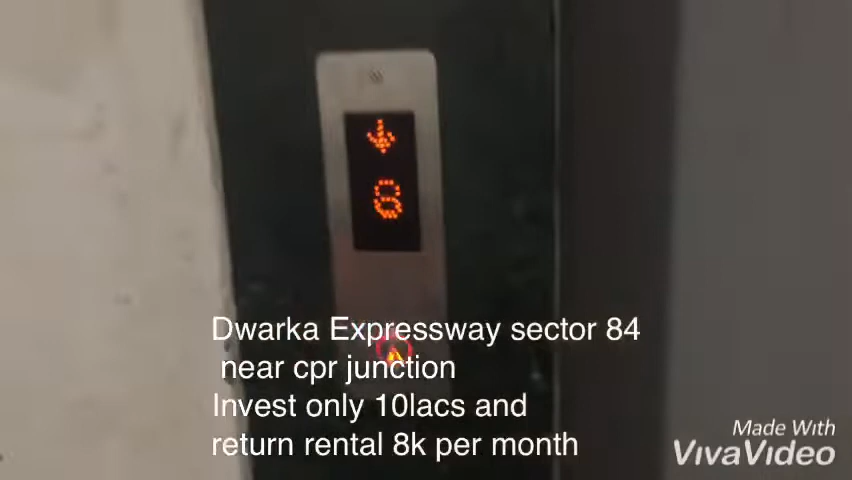 8
Dwarka Expressway sector 84
near cpr junction
Invest only 10lacs and
return rental 8k per month
Made With
VivaVideo